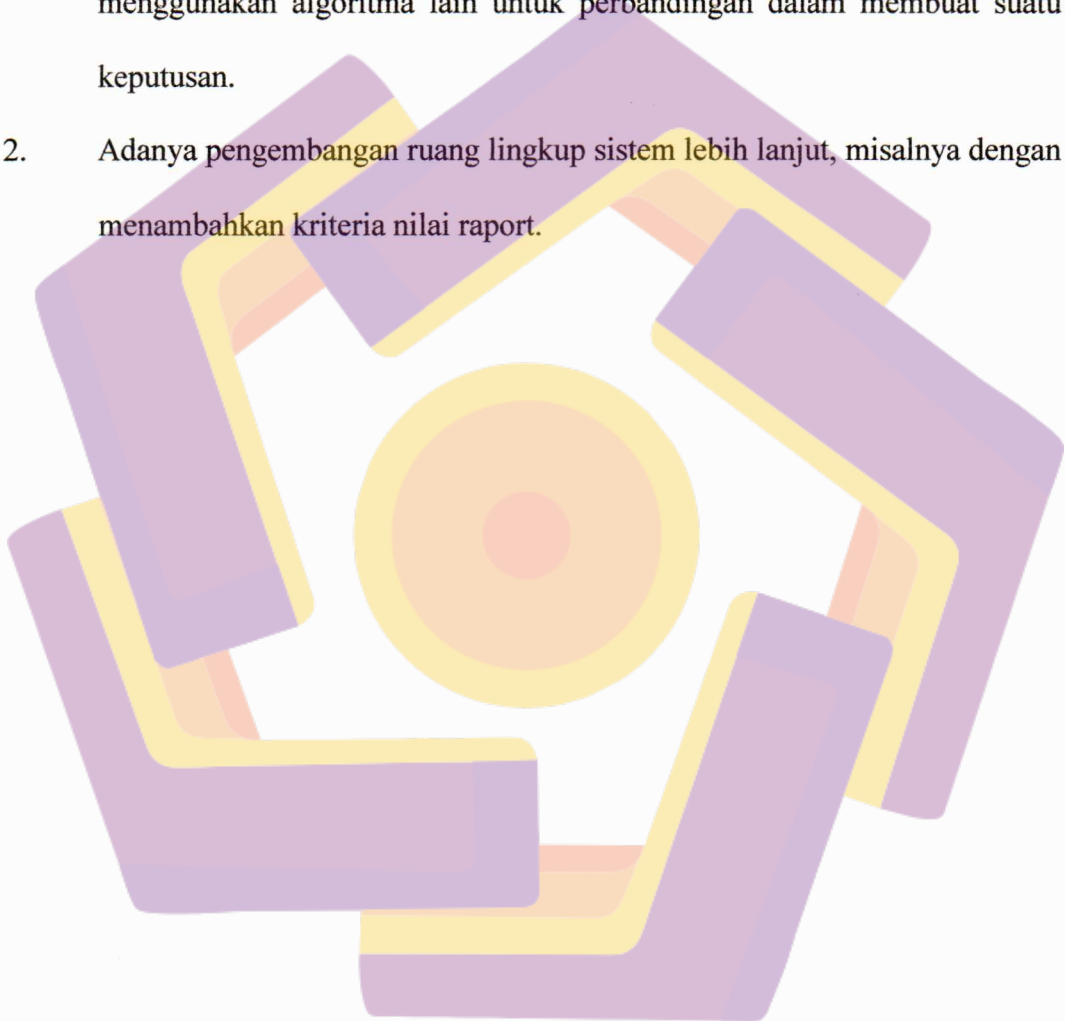 menggunakan algoritma lain untuk perbandingan dalam membuat suatu
keputusan.
2. Adanya pengembangan ruang lingkup sistem lebih lanjut, misalnya dengan
menambahkan kriteria nilai raport.